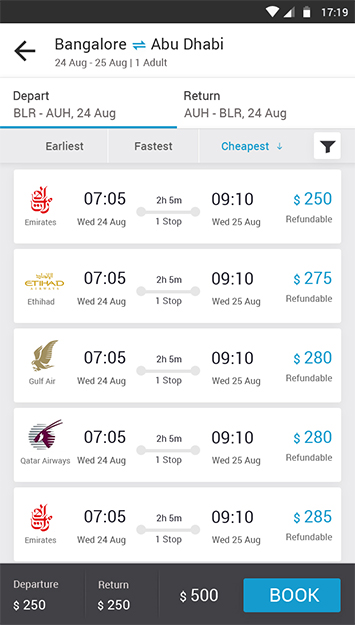 17:19
Bangalore ⇌ Abu Dhabi
24 Aug - 25 Aug | 1 Adult
Depart
BLR - AUH, 24 Aug
Return
AUH - BLR, 24 Aug
Earliest Fastest Cheapest ↓
07:05 2h 5m 09:10 $ 250
Emirates Wed 24 Aug 1 Stop Wed 25 Aug Refundable
الإتحاد
ETIHAD
AIRWAYS
07:05 2h 5m 09:10 $ 275
Ethihad Wed 24 Aug 1 Stop Wed 25 Aug Refundable
07:05 2h 5m 09:10 $ 280
Gulf Air Wed 24 Aug 1 Stop Wed 25 Aug Refundable
07:05 2h 5m 09:10 $ 280
Qatar Airways Wed 24 Aug 1 Stop Wed 25 Aug Refundable
07:05 2h 5m 09:10 $ 285
Emirates Wed 24 Aug 1 Stop Wed 25 Aug Refundable
Departure
$ 250
Return
$ 250
$ 500
BOOK